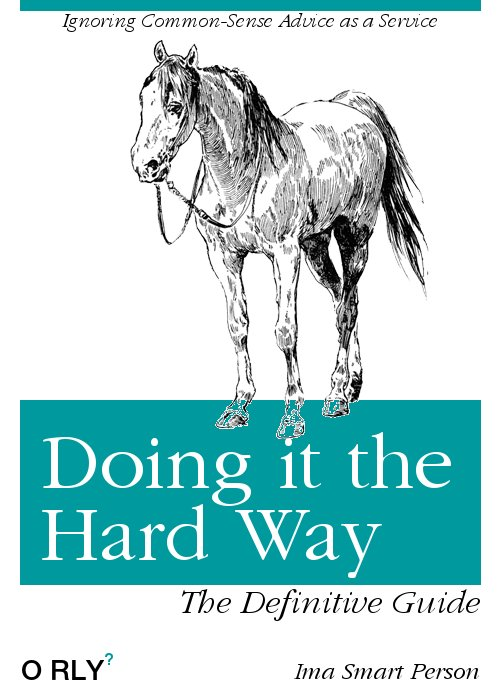 Ignoring Common-Sense Advice as a Service
Doing it the
Hard Way
The Definitive Guide
O RLY?
Ima Smart Person